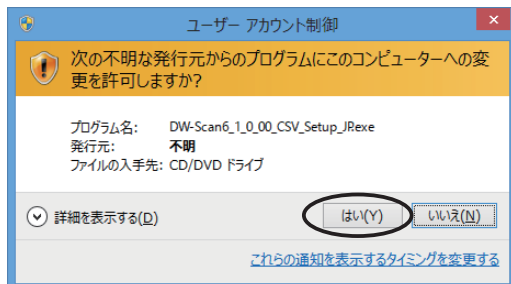 ユーザー アカウント制御
次の不明な発行元からのプログラムにこのコンピューターへの変
更を許可しますか?
プログラム名: DW-Scan6_1_0_00_CSV_Setup_JP.exe
発行元: 不明
ファイルの入手先: CD/DVD ドライブ
詳細を表示する(D) はい(Y) いいえ(N)
これらの通知を表示するタイミングを変更する